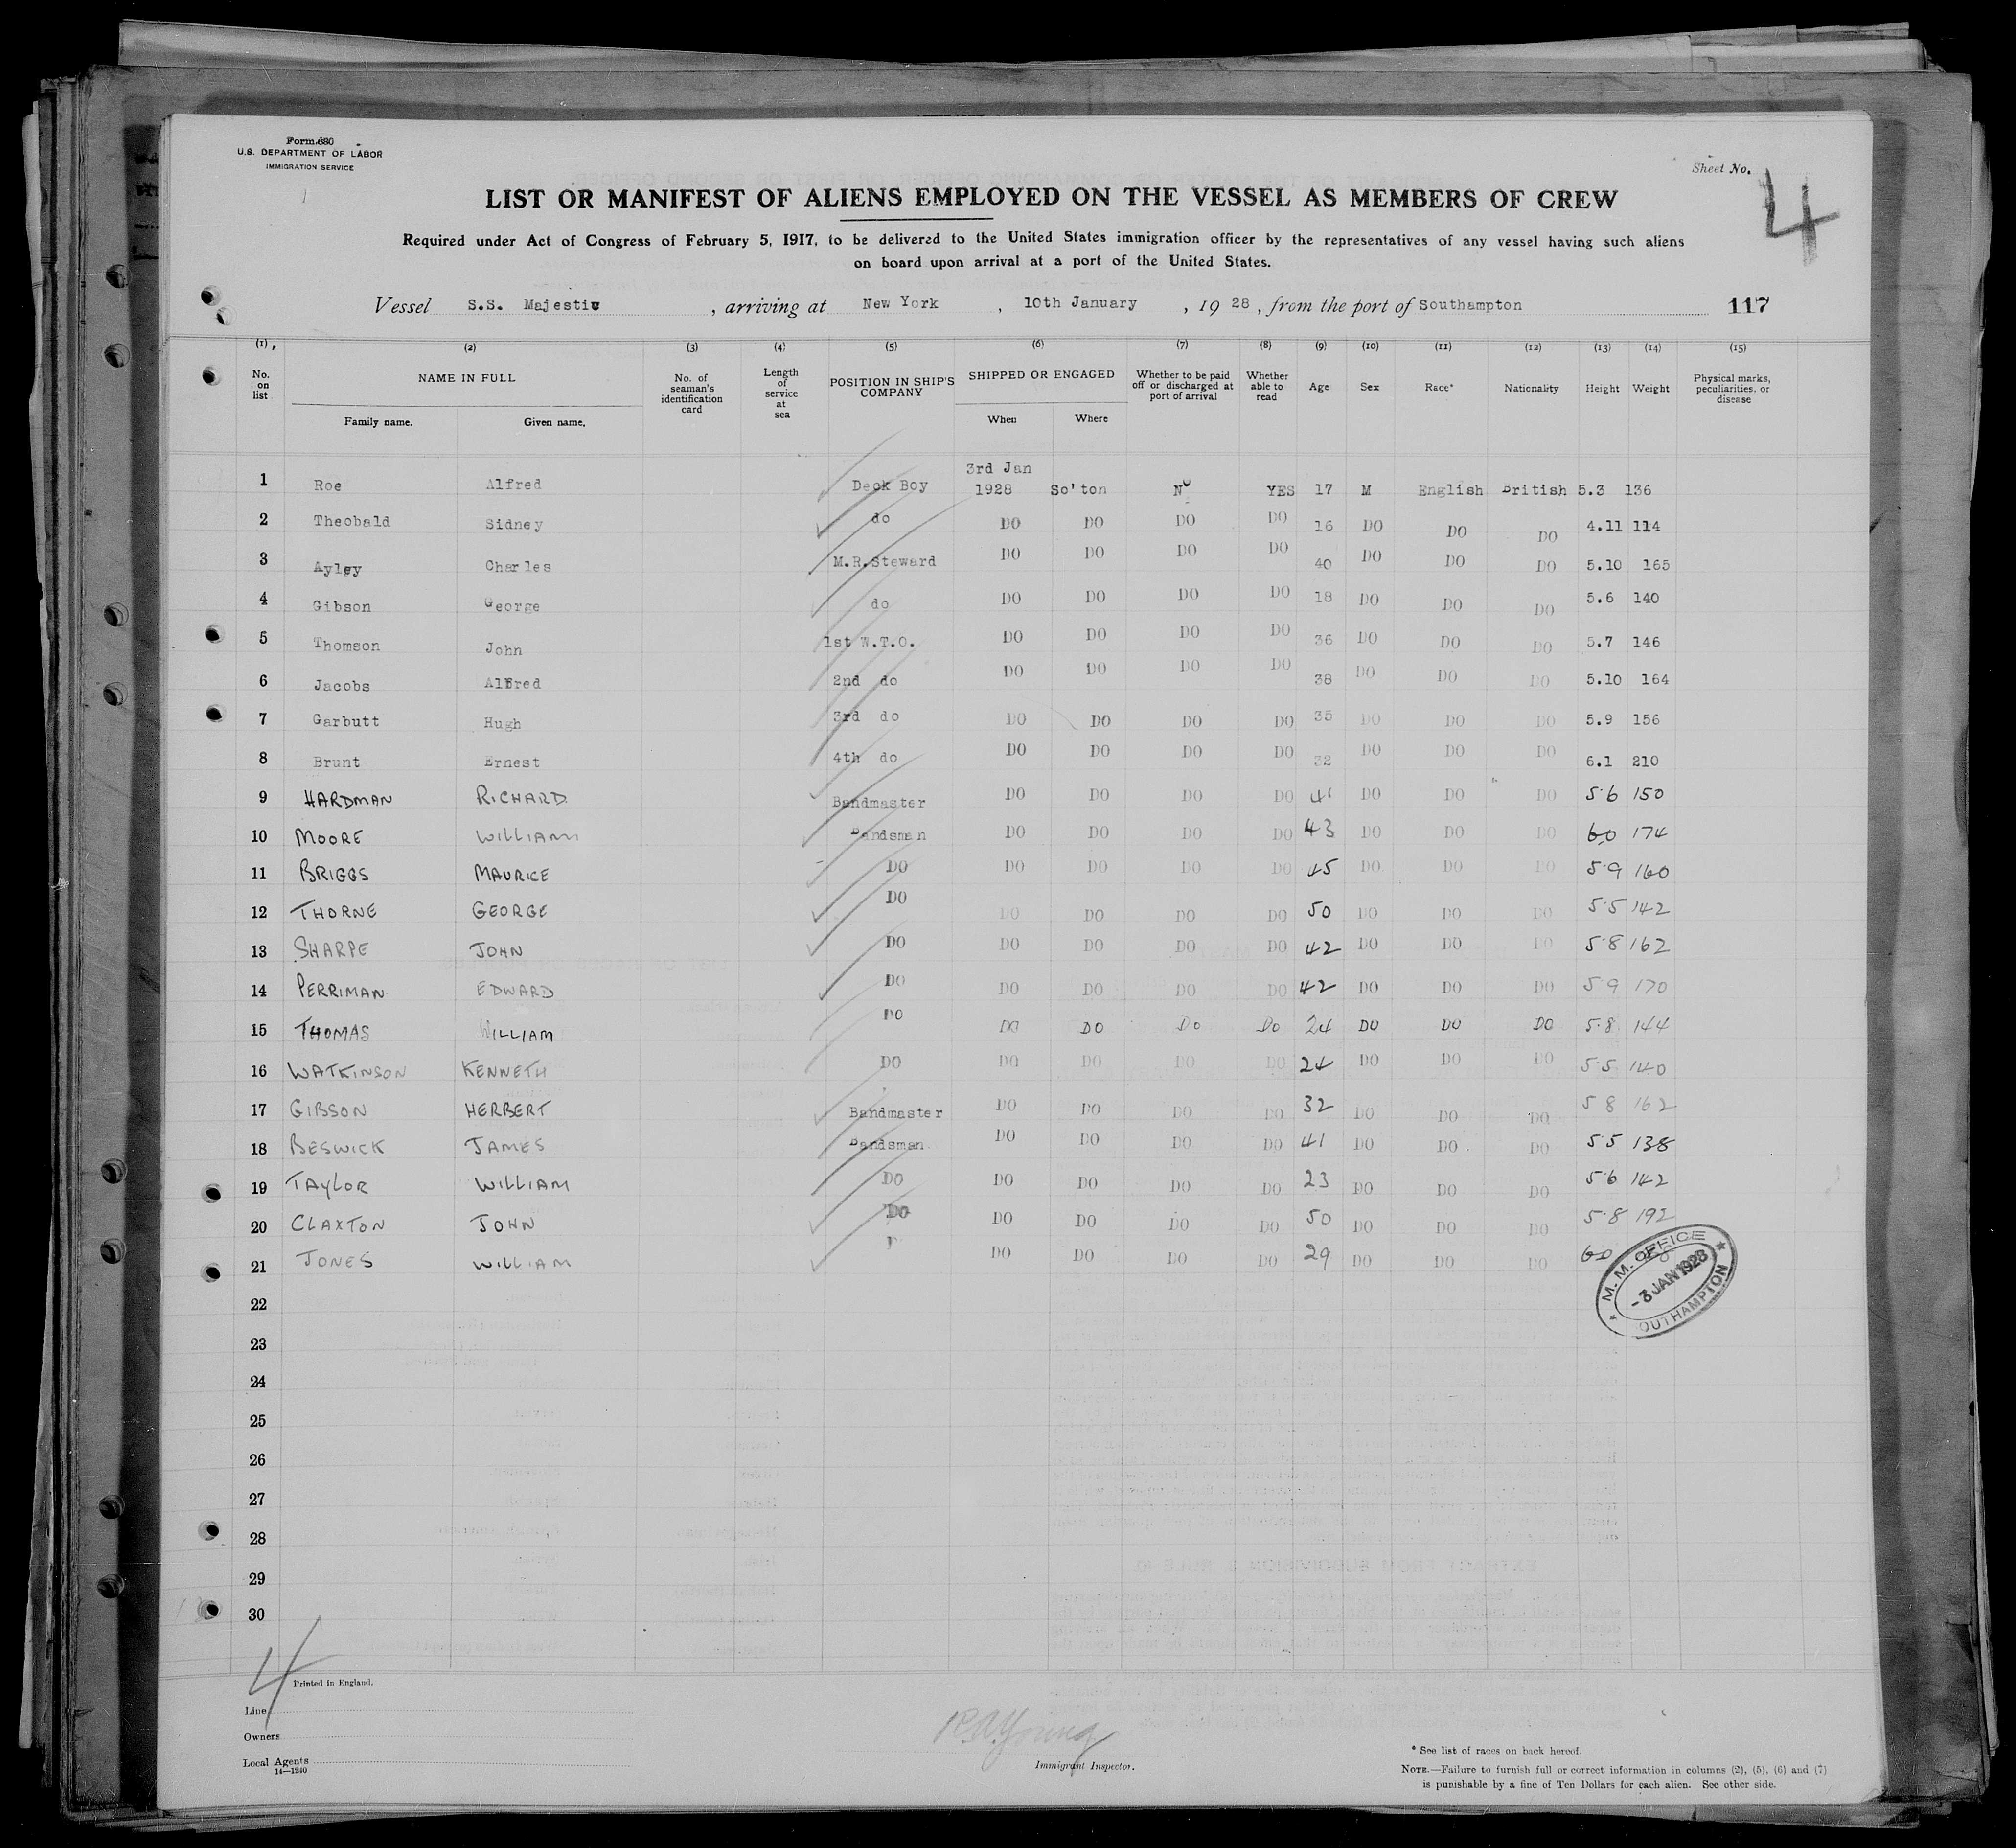 Form 680
U.S. DEPARTMENT OF LABOR
IMMIGRATION SERVICE
Sheet No. 4
LIST OR MANIFEST OF ALIENS EMPLOYED ON THE VESSEL AS MEMBERS OF CREW
Required under Act of Congress of February 5, 1917, to be delivered to the United States immigration officer by the representatives of any vessel having such aliens
on board upon arrival at a port of the United States.
Vessel S.S. Majestic, arriving at New York, 10th January, 1928, from the port of Southampton 117
(1) (2) (3) (4) (5) (6) (7) (8) (9) (10) (11) (12) (13) (14) (15)
No. on list NAME IN FULL Family name. Given name. No. of seaman's identification card Length of service at sea POSITION IN SHIP'S COMPANY SHIPPED OR ENGAGED When Where Whether to be paid off or discharged at port of arrival Whether able to read Age Sex Race* Nationality Height Weight Physical marks, peculiarities, or disease
1 Roe Alfred Deck Boy 3rd Jan 1928 So'ton No YES 17 M English British 5.3 136
2 Theobald Sidney do DO DO DO DO 16 DO DO DO 4.11 114
3 Ayley Charles M.R.Steward DO DO DO DO 40 DO DO DO 5.10 165
4 Gibson George do DO DO DO DO 18 DO DO DO 5.6 140
5 Thomson John 1st W.T.O. DO DO DO DO 36 DO DO DO 5.7 146
6 Jacobs Alfred 2nd do DO DO DO DO 38 DO DO DO 5.10 164
7 Garbutt Hugh 3rd do DO DO DO DO 35 DO DO DO 5.9 156
8 Brunt Ernest 4th do DO DO DO DO 32 DO DO DO 6.1 210
9 HARDMAN RICHARD Bandmaster DO DO DO DO 41 DO DO DO 5.6 150
10 MOORE WILLIAM Bandsman DO DO DO DO 43 DO DO DO 6.0 174
11 BRIGGS MAURICE DO DO DO DO DO 45 DO DO DO 5.9 160
12 THORNE GEORGE DO DO DO DO DO 50 DO DO DO 5.5 142
13 SHARPE JOHN DO DO DO DO DO 42 DO DO DO 5.8 162
14 PERRIMAN EDWARD DO DO DO DO DO 42 DO DO DO 5 9 170
15 THOMAS WILLIAM DO DO DO DO DO 24 DO DO DO 5.8 144
16 WATKINSON KENNETH DO DO DO DO DO 24 DO DO DO 5.5 140
17 GIBSON HERBERT Bandmaster DO DO DO DO 32 DO DO DO 5 8 162
18 BESWICK JAMES Bandsman DO DO DO DO 41 DO DO DO 5.5 138
19 TAYLOR WILLIAM DO DO DO DO DO 23 DO DO DO 5.6 142
20 CLAXTON JOHN DO DO DO DO DO 50 DO DO DO 5.8 192
21 JONES WILLIAM DO DO DO DO 29 DO DO DO 6.0
M. M. OFFICE
-3 JAN 1928
SOUTHAMPTON
22
23
24
25
26
27
28
29
30
4
Printed in England.
Line
Owners
Local Agents
14—1240
R.A. Young
Immigrant Inspector.
* See list of races on back hereof.
NOTE.—Failure to furnish full or correct information in columns (2), (5), (6) and (7)
is punishable by a fine of Ten Dollars for each alien. See other side.